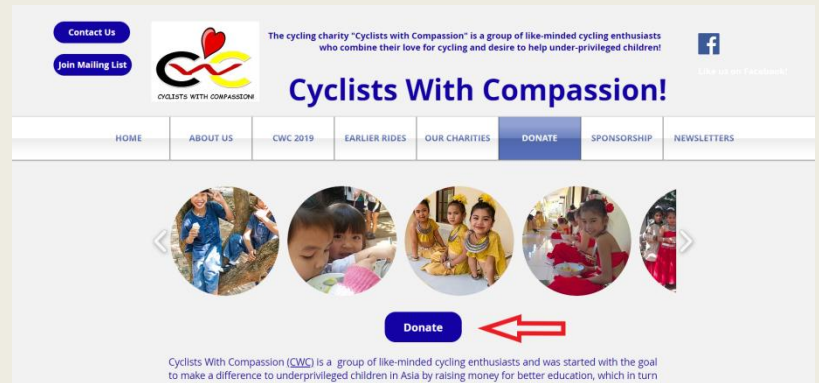 Contact Us
Join Mailing List
CYCLISTS WITH COMPASSION!
The cycling charity "Cyclists with Compassion" is a group of like-minded cycling enthusiasts
who combine their love for cycling and desire to help under-privileged children!
Like us on Facebook!
Cyclists With Compassion!
HOME
ABOUT US
CWC 2019
EARLIER RIDES
OUR CHARITIES
DONATE
SPONSORSHIP
NEWSLETTERS
Donate
Cyclists With Compassion (CWC) is a group of like-minded cycling enthusiasts and was started with the goal
to make a difference to underprivileged children in Asia by raising money for better education, which in turn